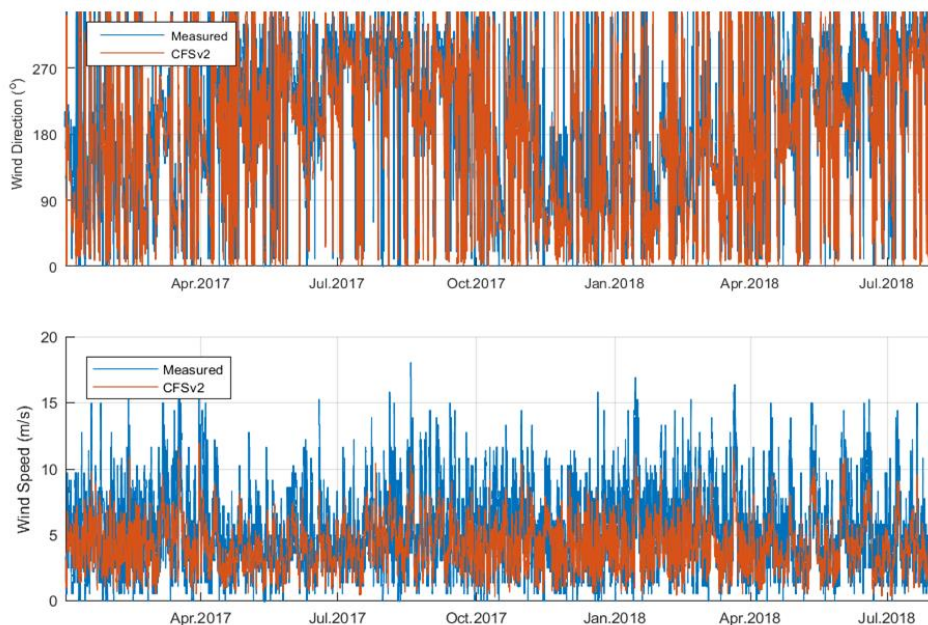 Measured
CFSv2
Wind Direction (°)
270
180
90
0
Apr.2017 Jul.2017 Oct.2017 Jan.2018 Apr.2018 Jul.2018
20
15
10
5
0
Measured
CFSv2
Wind Speed (m/s)
Apr.2017 Jul.2017 Oct.2017 Jan.2018 Apr.2018 Jul.2018